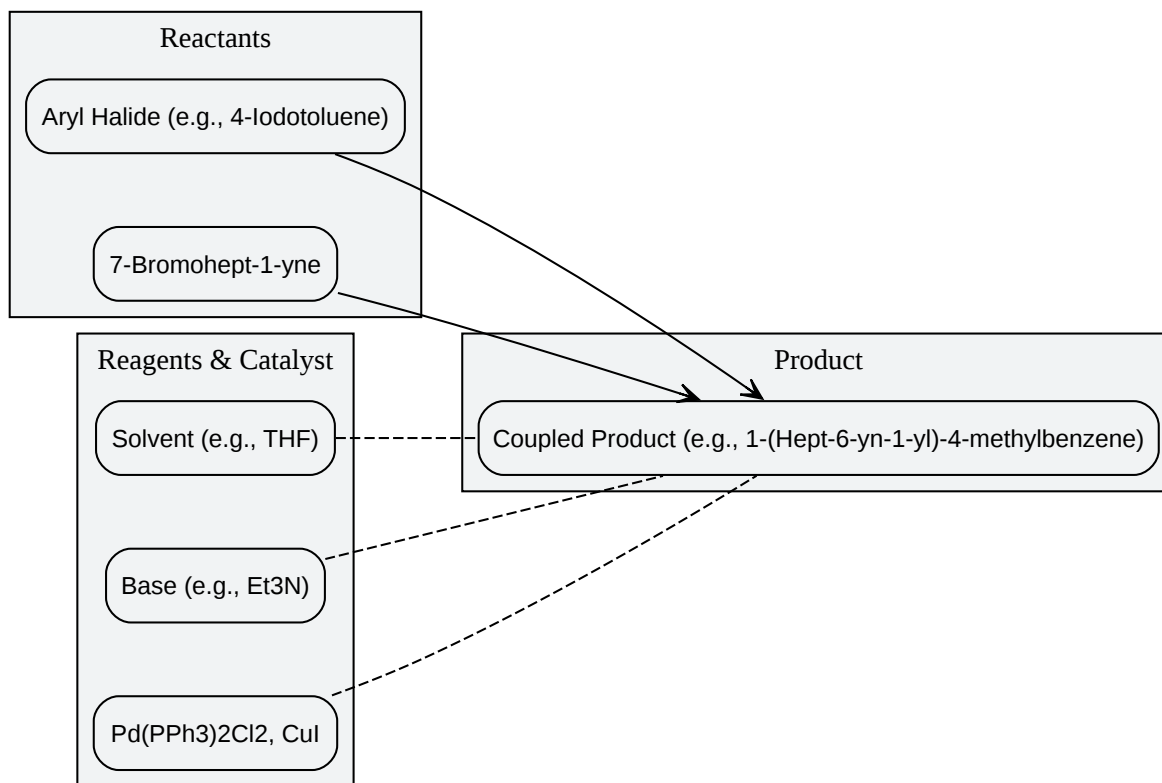 Reactants
Aryl Halide (e.g., 4-Iodotoluene)
7-Bromohept-1-yne
Reagents & Catalyst
Solvent (e.g., THF)
Base (e.g., Et3N)
Pd(PPh3)2Cl2, CuI
Product
Coupled Product (e.g., 1-(Hept-6-yn-1-yl)-4-methylbenzene)